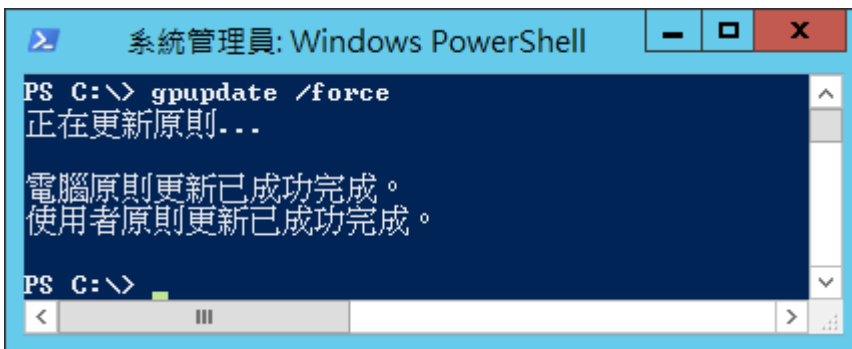 系統管理員: Windows PowerShell
PS C:\> gpupdate /force
正在更新原則...
電腦原則更新已成功完成。
使用者原則更新已成功完成。
PS C:\>